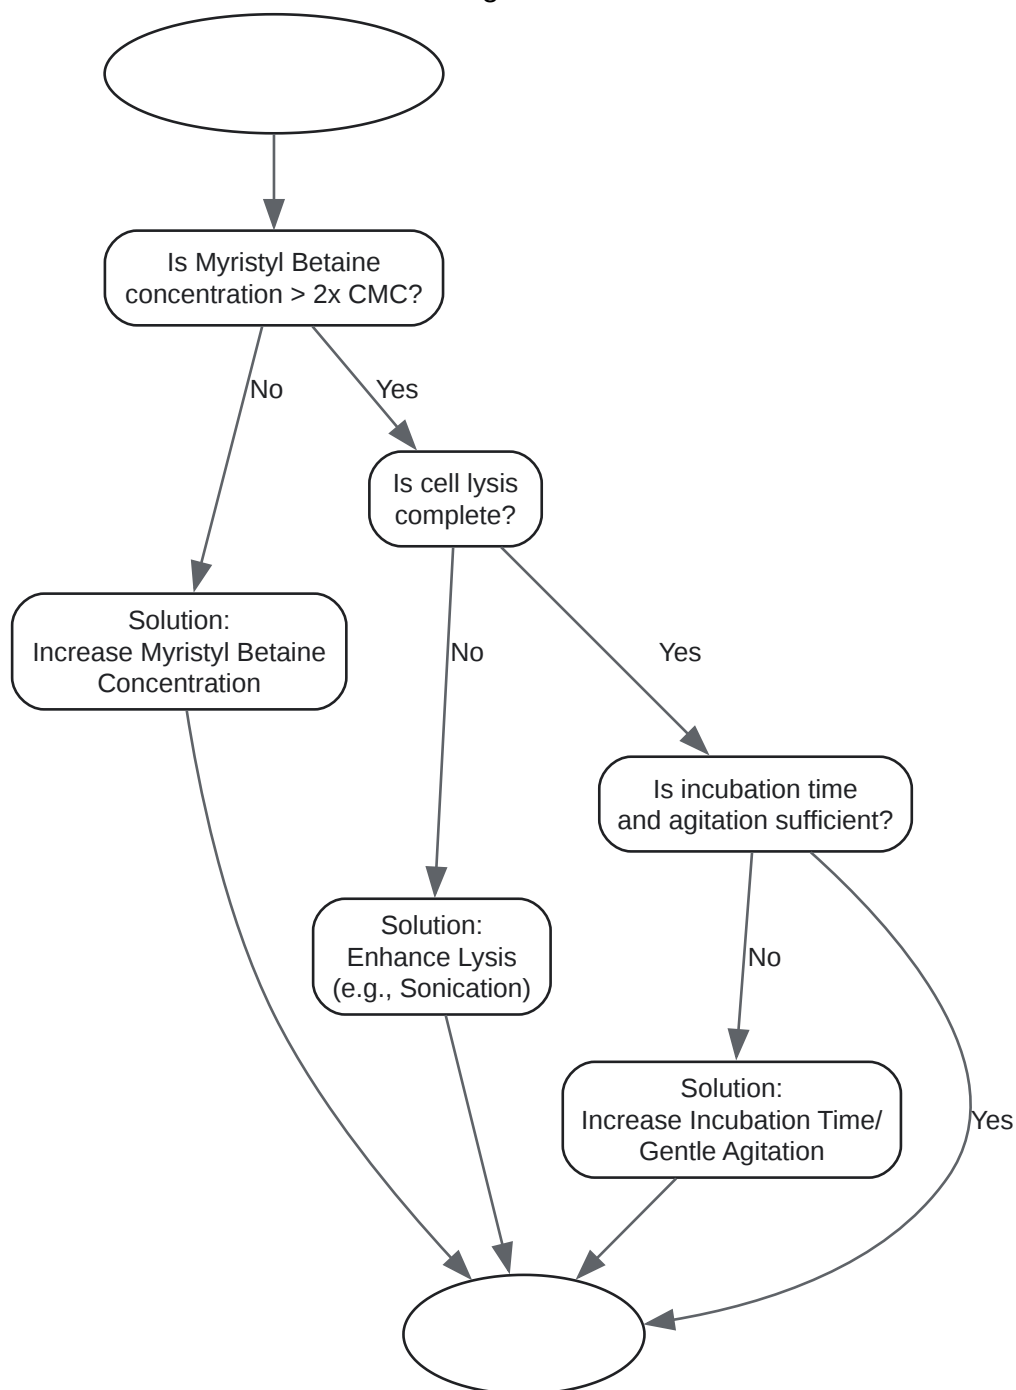 Is Myristyl Betaine
concentration > 2x CMC?
No
Yes
Is cell lysis
complete?
Solution:
Increase Myristyl Betaine
Concentration
No
Yes
Is incubation time
and agitation sufficient?
Solution:
Enhance Lysis
(e.g., Sonication)
No
Solution:
Increase Incubation Time/
Gentle Agitation
Yes